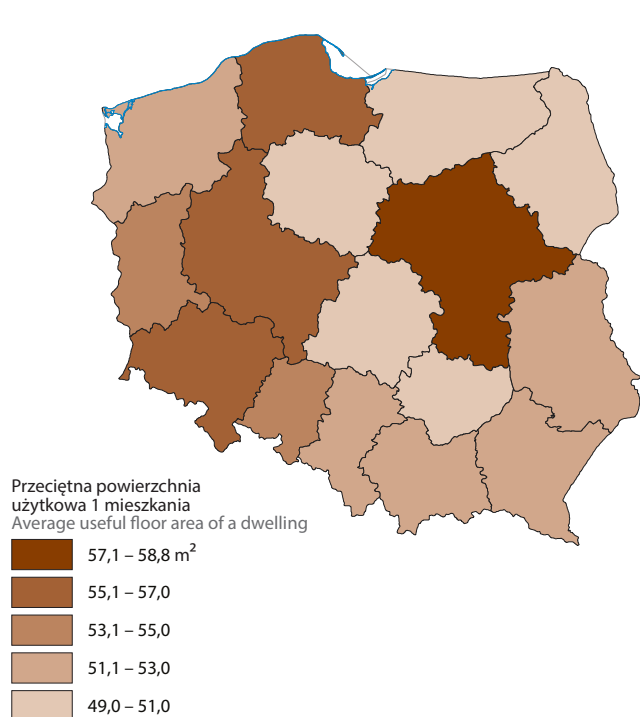 Przeciętna powierzchnia
użytkowa 1 mieszkania
Average useful floor area of a dwelling
57,1 – 58,8 m²
55,1 – 57,0
53,1 – 55,0
51,1 – 53,0
49,0 – 51,0